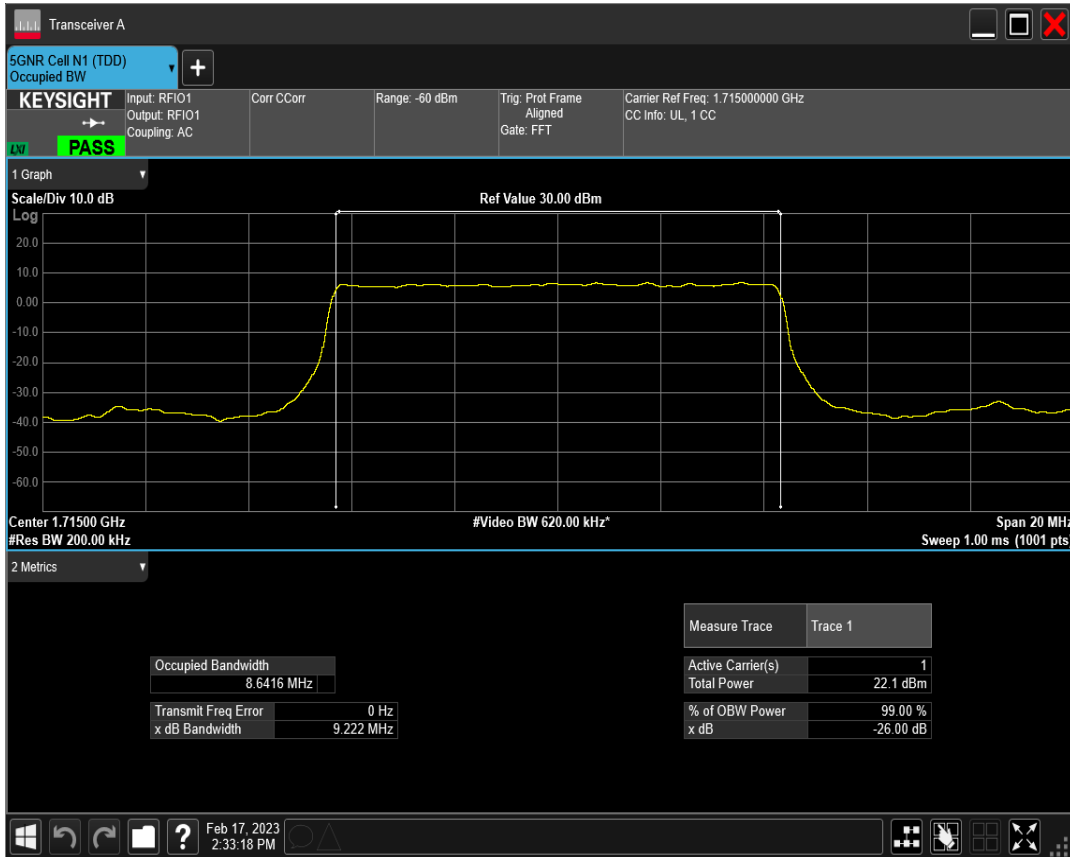 Transceiver A
5GNR Cell N1 (TDD)
Occupied BW
+
KEYSIGHT
LXI
PASS
Input: RFIO1
Output: RFIO1
Coupling: AC
Corr CCorr
Range: -60 dBm
Trig: Prot Frame
Aligned
Gate: FFT
Carrier Ref Freq: 1.715000000 GHz
CC Info: UL, 1 CC
1 Graph
Scale/Div 10.0 dB
Ref Value 30.00 dBm
Log
20.0
10.0
0.00
-10.0
-20.0
-30.0
-40.0
-50.0
-60.0
Center 1.71500 GHz
#Video BW 620.00 kHz*
Span 20 MHz
#Res BW 200.00 kHz
Sweep 1.00 ms (1001 pts)
2 Metrics
Measure Trace Trace 1
Occupied Bandwidth
8.6416 MHz
Active Carrier(s) 1
Total Power 22.1 dBm
Transmit Freq Error 0 Hz
x dB Bandwidth 9.222 MHz
% of OBW Power 99.00 %
x dB -26.00 dB
?
Feb 17, 2023
2:33:18 PM